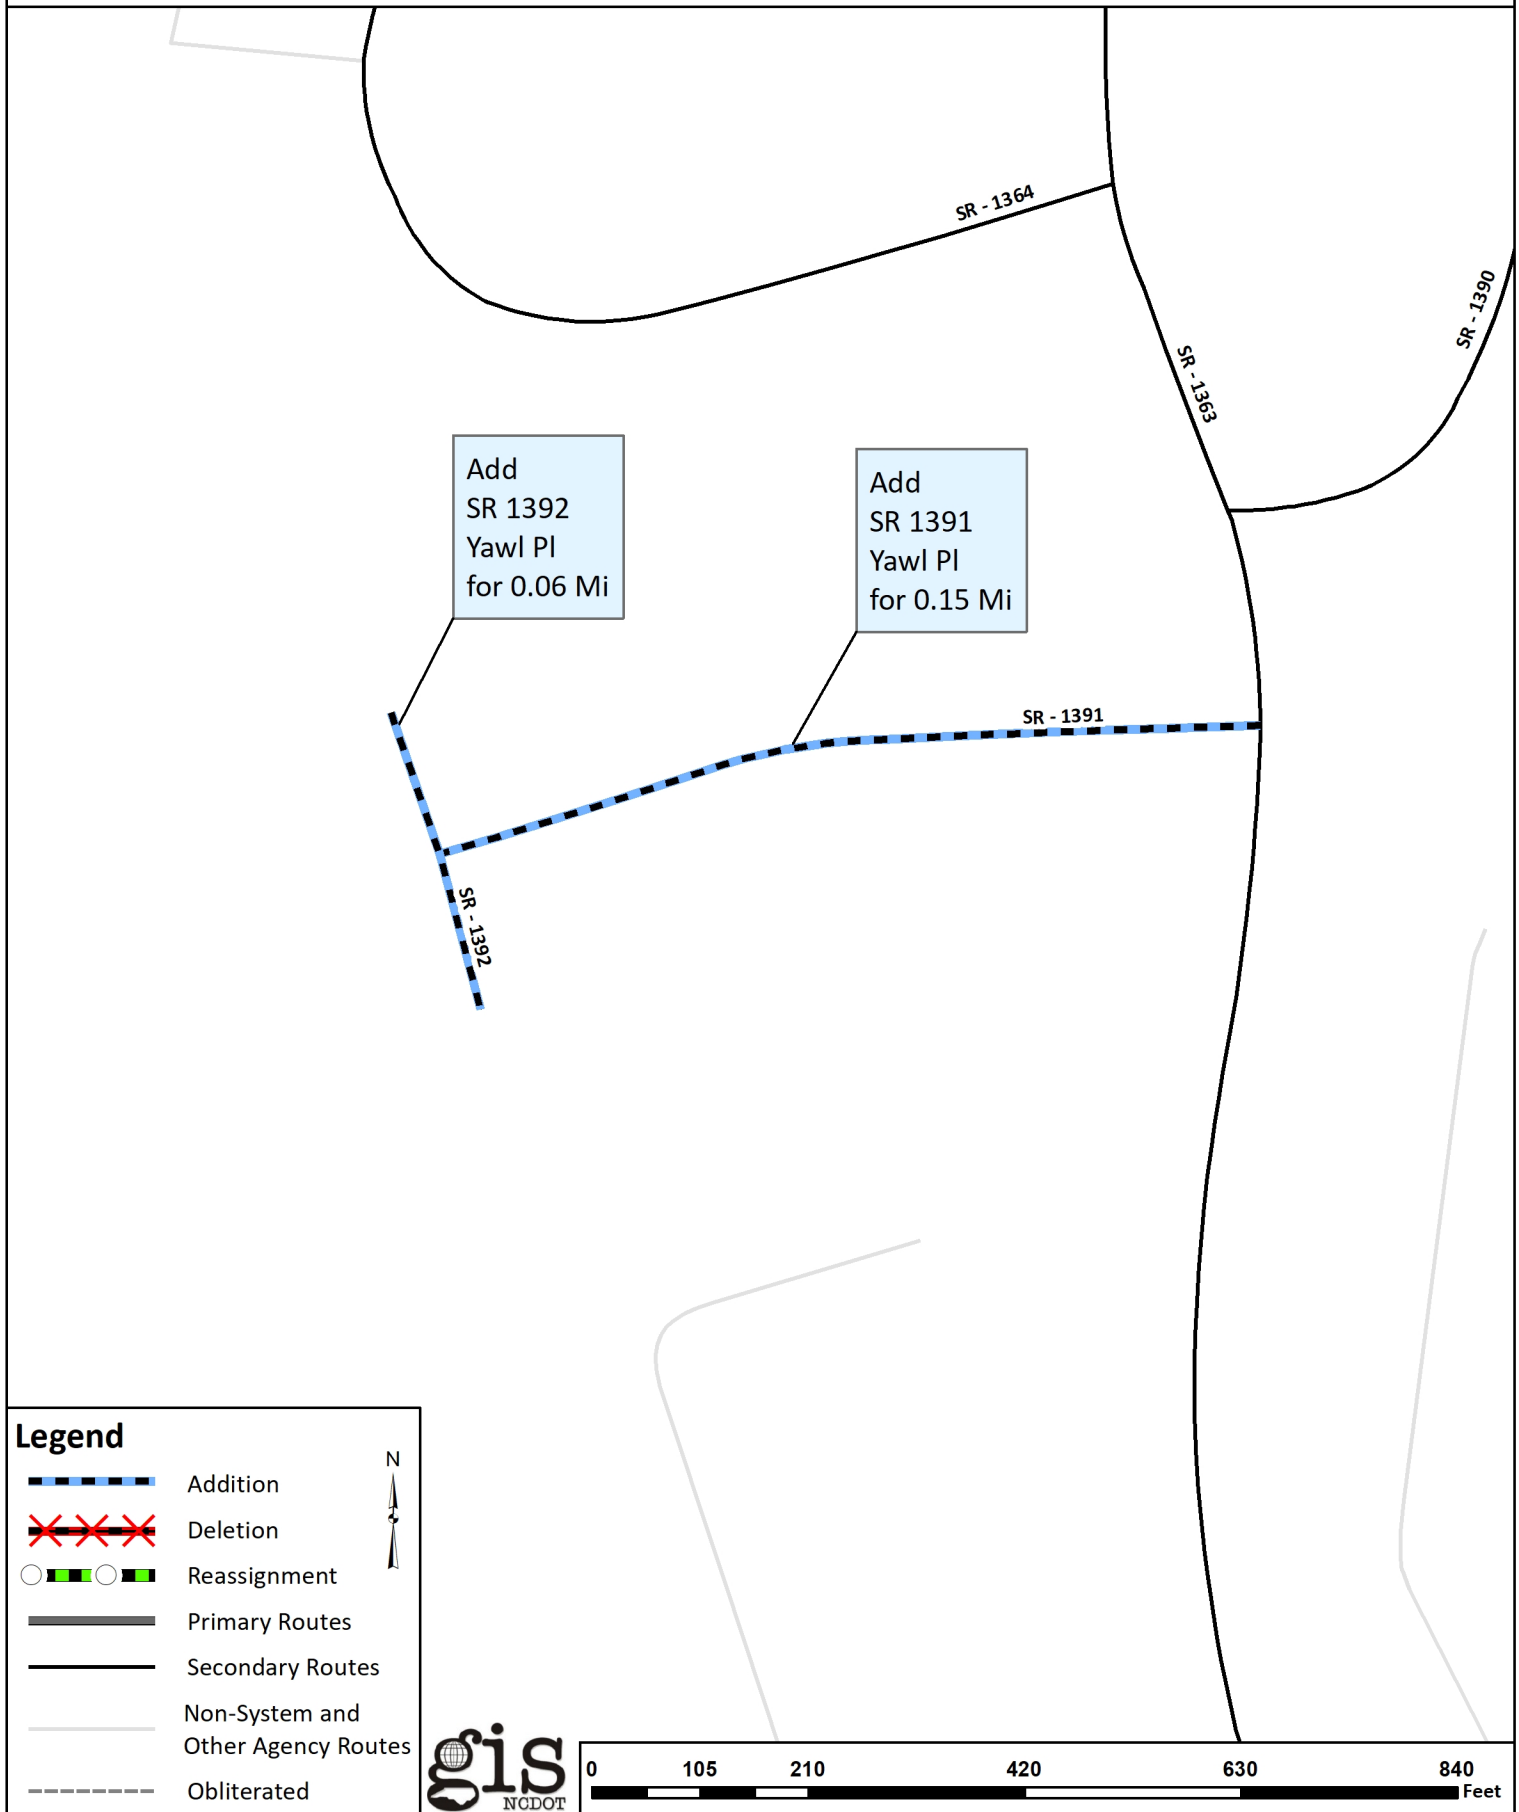 SR - 1364
SR - 1390
SR - 1363
Add
SR 1392
Yawl Pl
for 0.06 Mi
Add
SR 1391
Yawl Pl
for 0.15 Mi
SR - 1391
SR - 1392
Legend
N
Addition
Deletion
Reassignment
Primary Routes
Secondary Routes
Non-System and
Other Agency Routes
Obliterated
gis
NCDOT
0 105 210 420 630 840
Feet